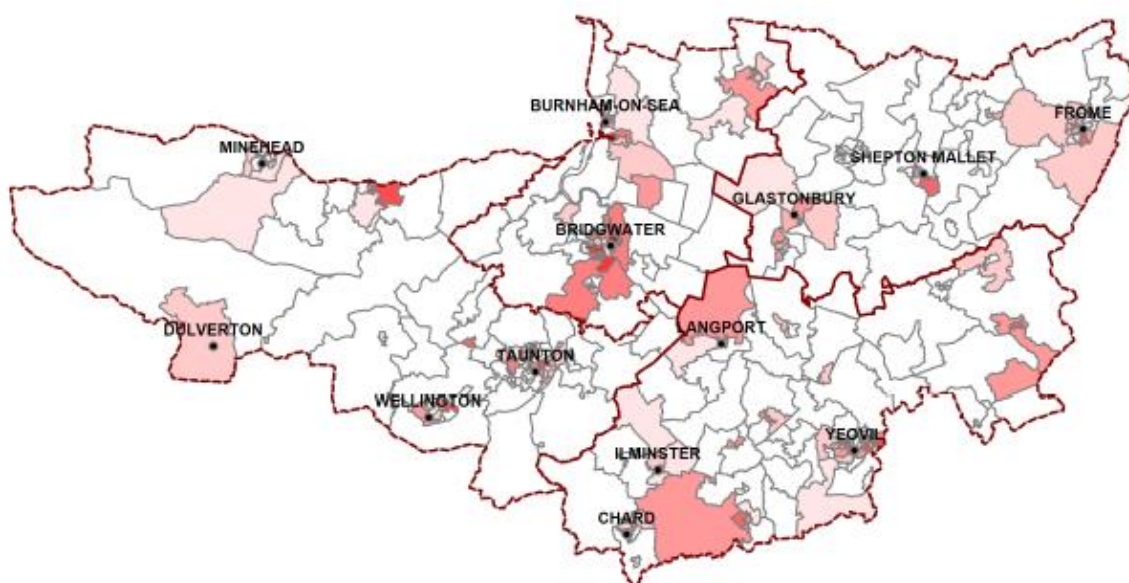 BURNHAM-ON-SEA
FROME
MINEHEAD
SHEPTON MALLET
GLASTONBURY
BRIDGWATER
DULVERTON
LANGPORT
TAUNTON
WELLINGTON
YEOVIL
ILMINSTER
CHARD